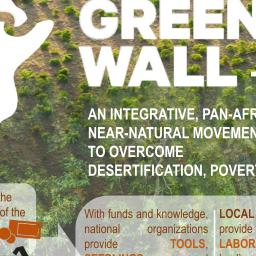 GREEN
WALL -
AN INTEGRATIVE, PAN-AFR
NEAR-NATURAL MOVEMEN
TO OVERCOME
DESERTIFICATION, POVERT
the
of the
With funds and knowledge,
national organizations
provide TOOLS,
SEEDLINGS
LOCAL
provide
LABOR